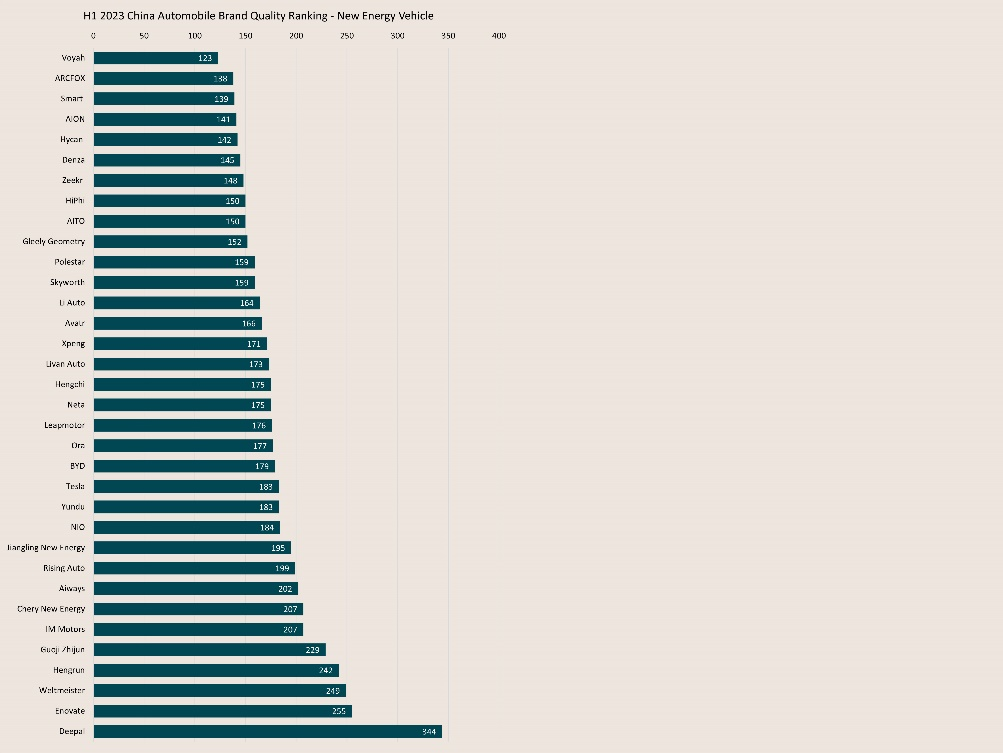 H1 2023 China Automobile Brand Quality Ranking - New Energy Vehicle
0 50 100 150 200 250 300 350 400
Voyah 123
ARCFOX 138
Smart 139
AION 141
Hycan 142
Denza 145
Zeekr 148
HiPhi 150
AITO 150
Gleely Geometry 152
Polestar 159
Skyworth 159
Li Auto 164
Avatr 166
Xpeng 171
Livan Auto 173
Hengchi 175
Neta 175
Leapmotor 176
Ora 177
BYD 179
Tesla 183
Yundu 183
NIO 184
Jiangling New Energy 195
Rising Auto 199
Aiways 202
Chery New Energy 207
IM Motors 207
Guoji Zhijun 229
Hengrun 242
Weltmeister 249
Enovate 255
Deepal 344